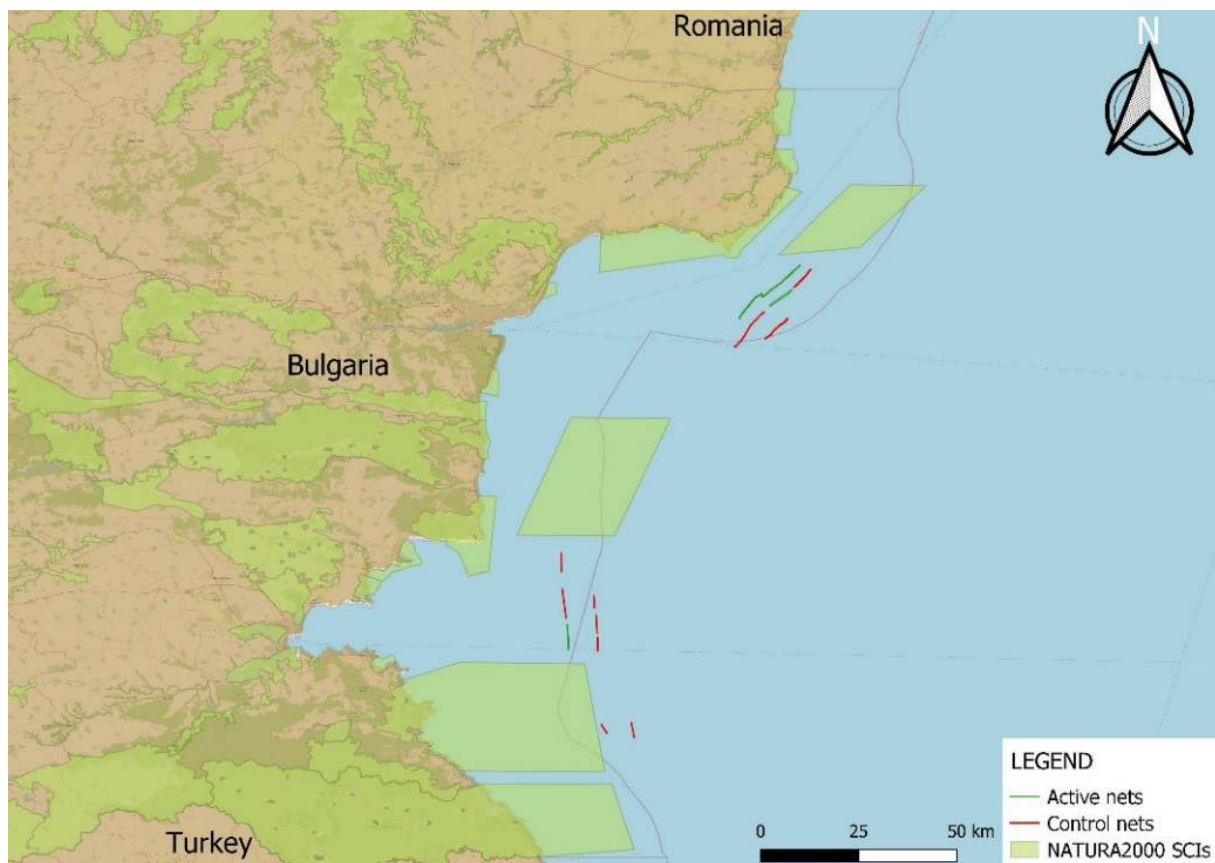 Romania
N
Bulgaria
Turkey
LEGEND
Active nets
Control nets
NATURA2000 SCIs
0 25 50 km